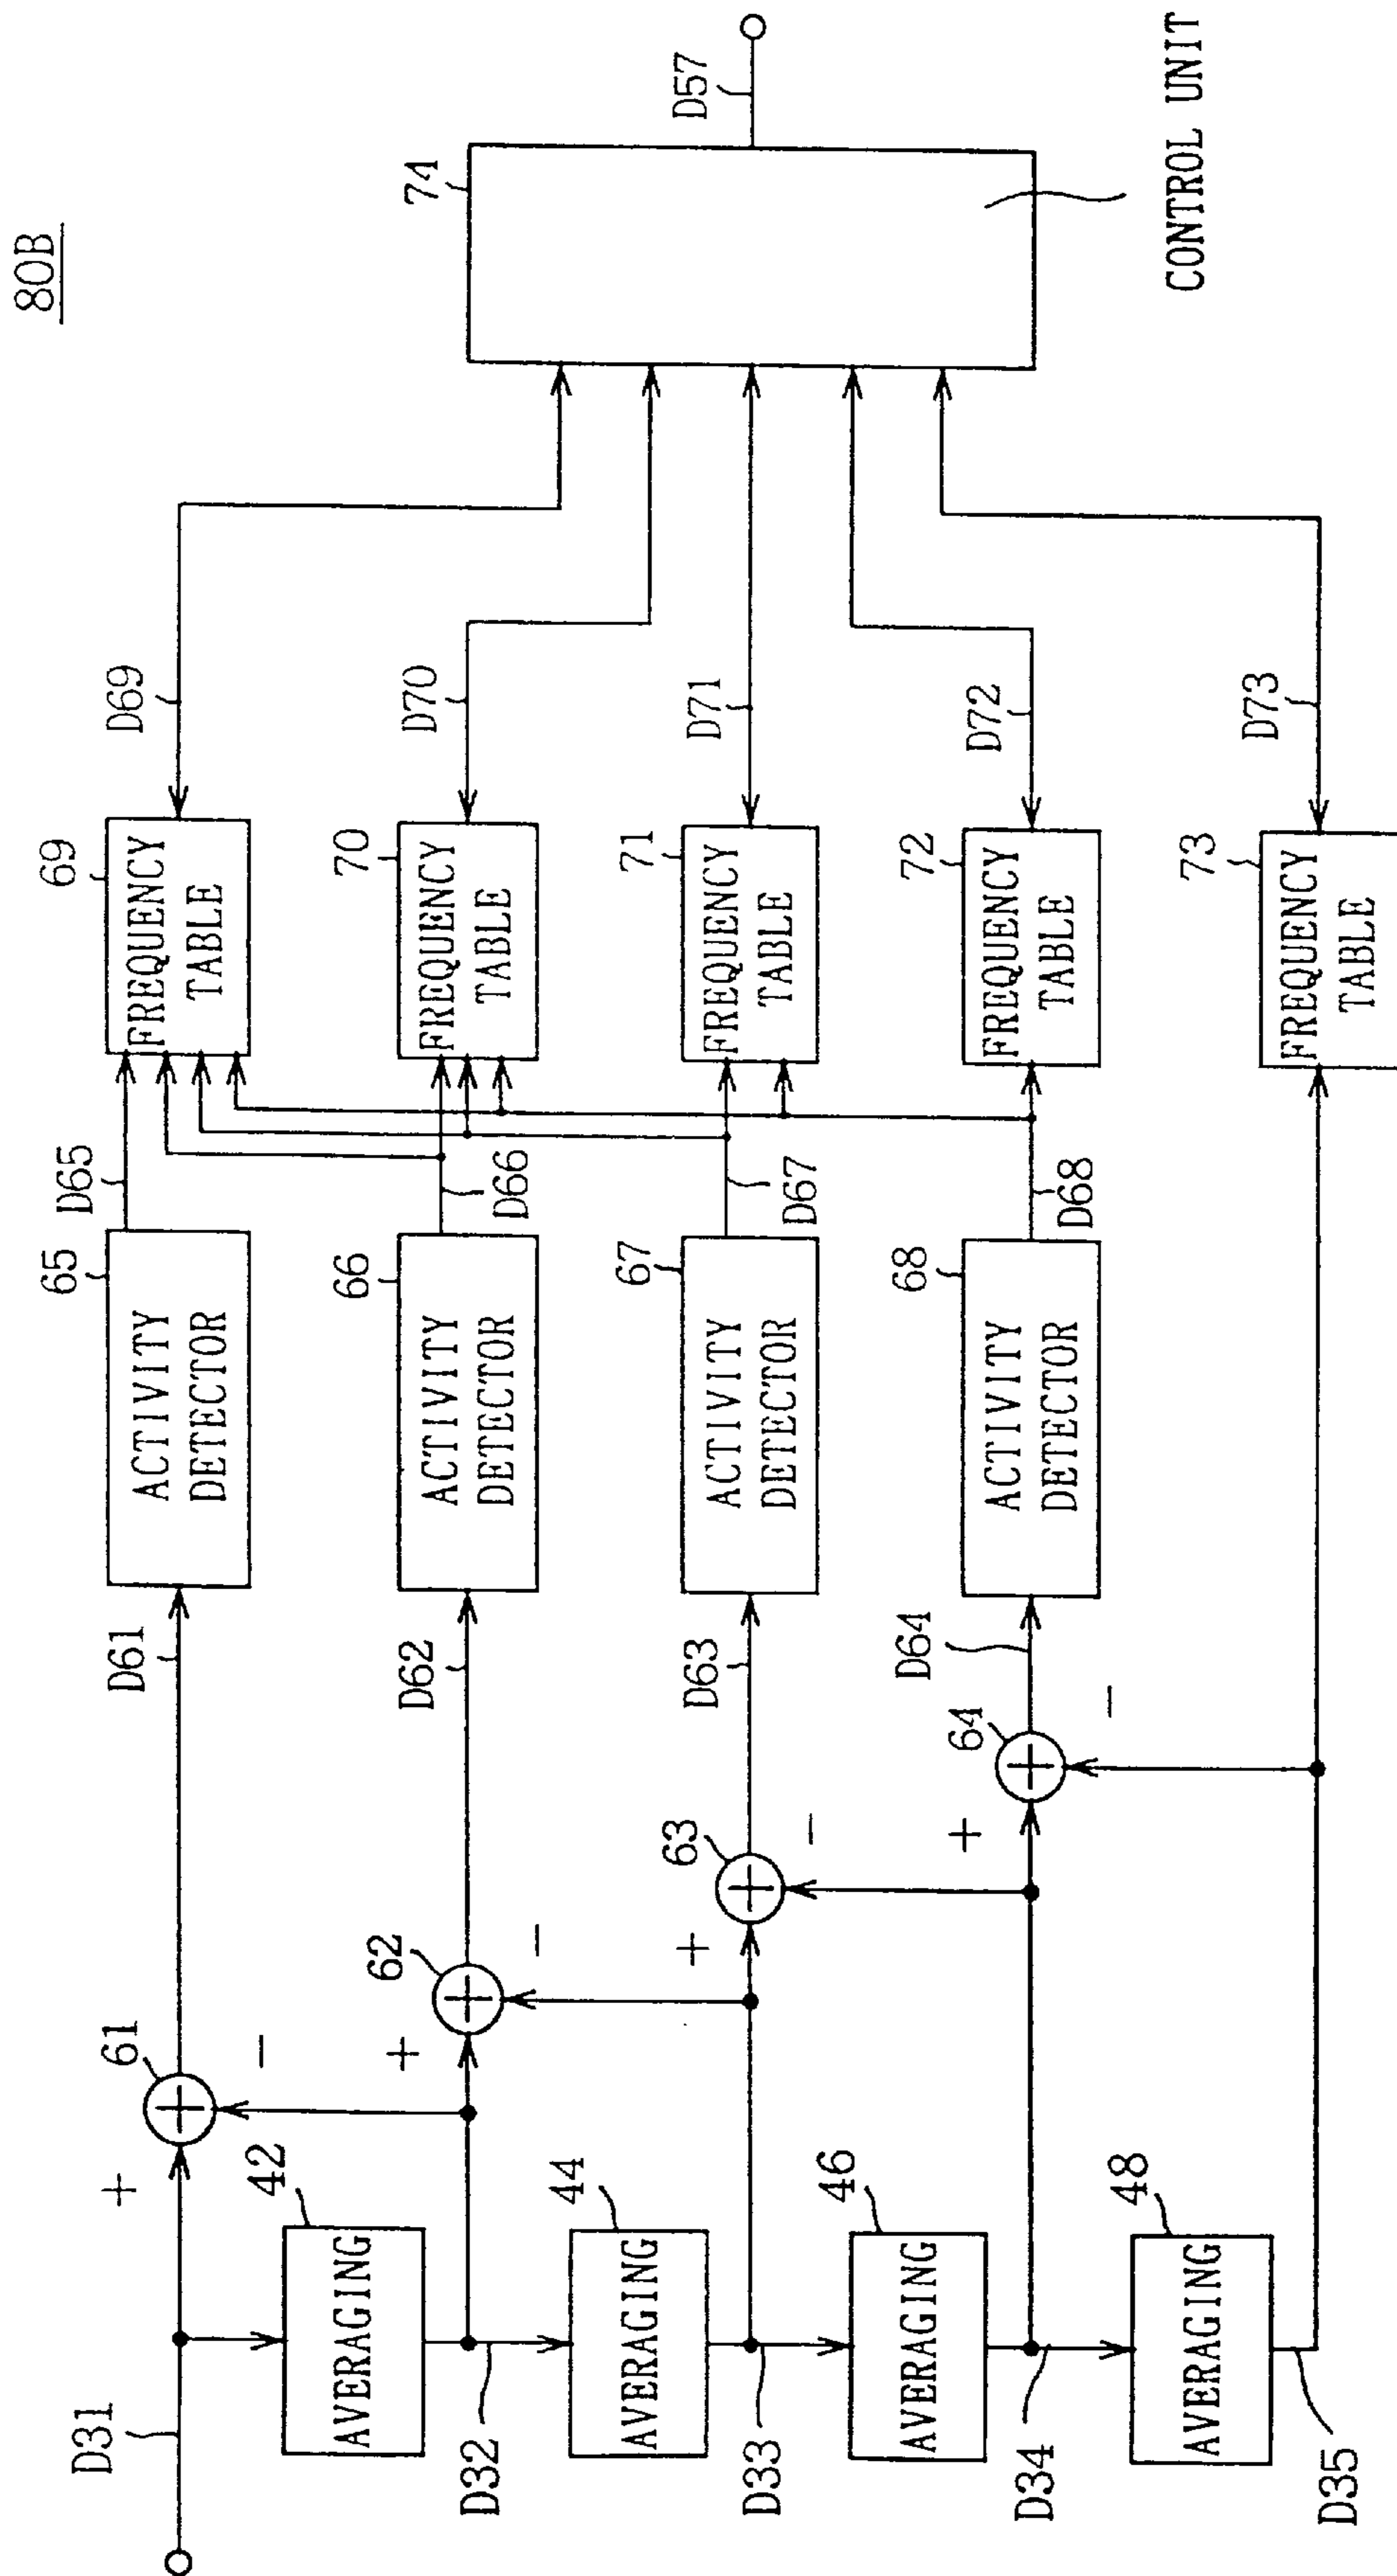 80B
D31
+
61
−
D61
65
ACTIVITY
DETECTOR
D65
69
FREQUENCY
TABLE
D69
42
AVERAGING
D32
+
62
−
D62
66
ACTIVITY
DETECTOR
D66
70
FREQUENCY
TABLE
D70
74
D57
CONTROL UNIT
44
AVERAGING
D33
+
63
−
D63
67
ACTIVITY
DETECTOR
D67
71
FREQUENCY
TABLE
D71
46
AVERAGING
D34
+
64
−
D64
68
ACTIVITY
DETECTOR
D68
72
FREQUENCY
TABLE
D72
48
AVERAGING
D35
73
FREQUENCY
TABLE
D73